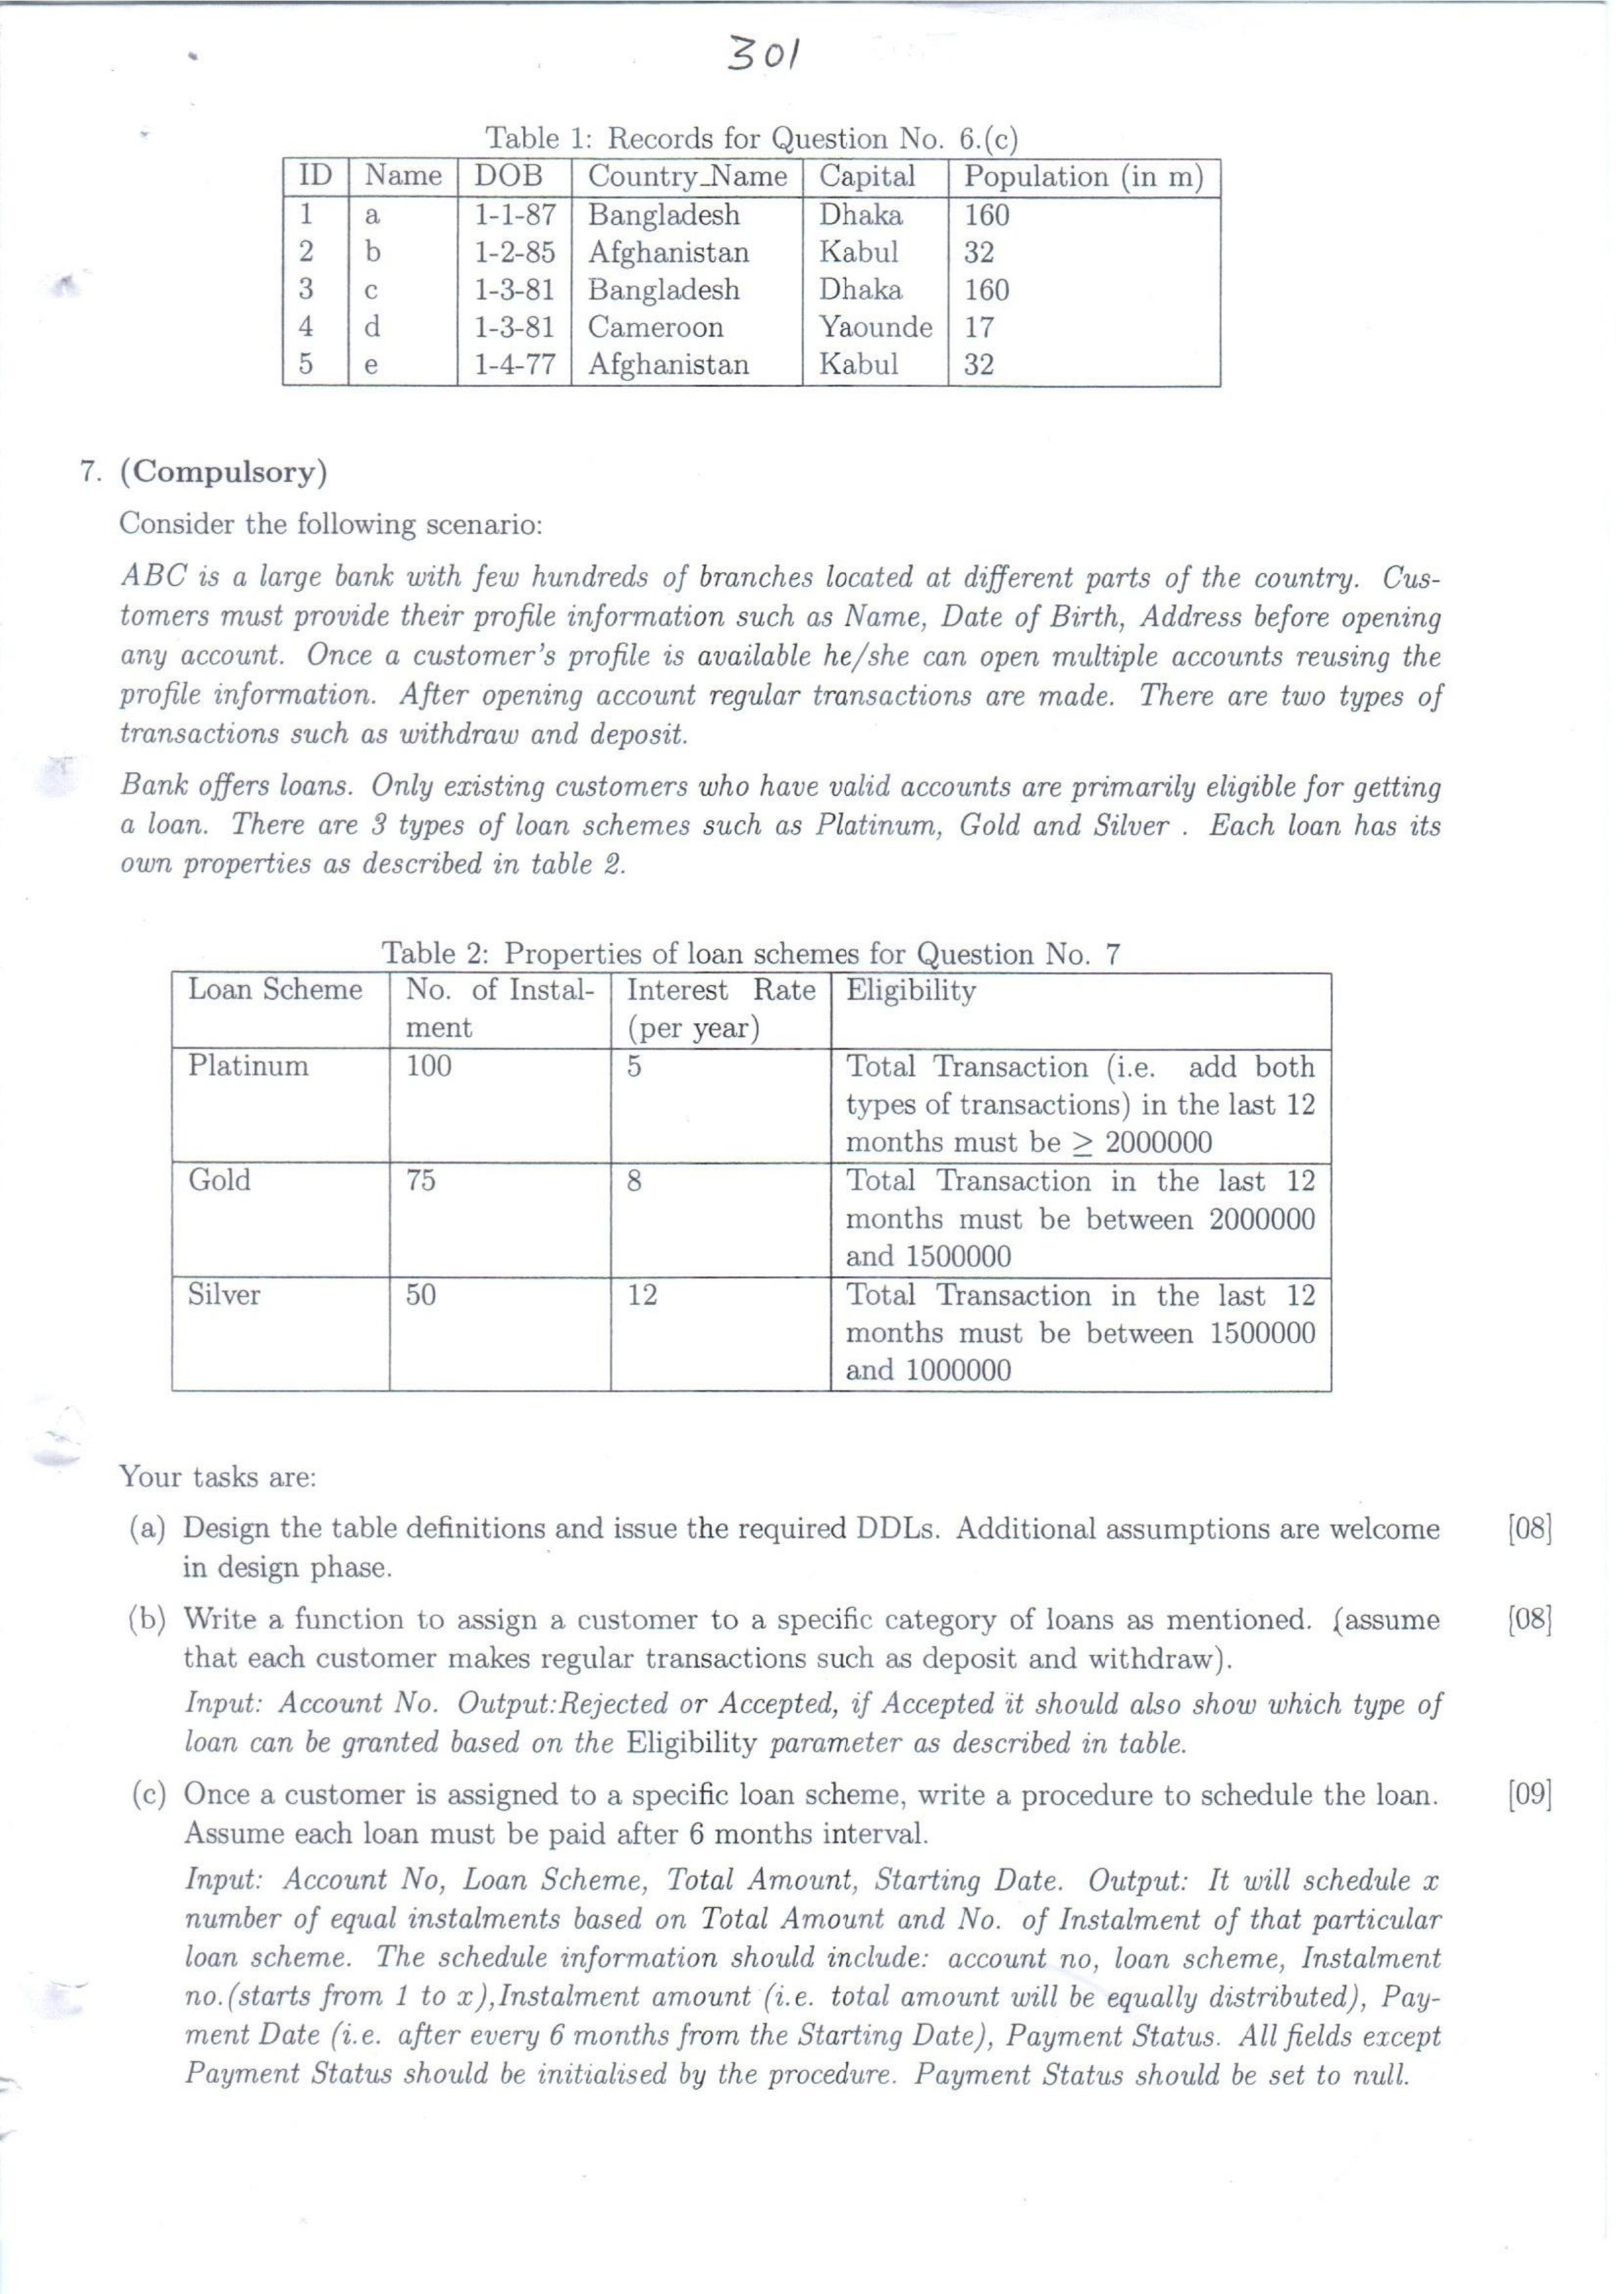 301
Table 1: Records for Question No. 6.(c)
ID Name DOB Country_Name Capital Population (in m)
1 a 1-1-87 Bangladesh Dhaka 160
2 b 1-2-85 Afghanistan Kabul 32
3 c 1-3-81 Bangladesh Dhaka 160
4 d 1-3-81 Cameroon Yaounde 17
5 e 1-4-77 Afghanistan Kabul 32
7. (Compulsory)
Consider the following scenario:
ABC is a large bank with few hundreds of branches located at different parts of the country. Cus-
tomers must provide their profile information such as Name, Date of Birth, Address before opening
any account. Once a customer's profile is available he/she can open multiple accounts reusing the
profile information. After opening account regular transactions are made. There are two types of
transactions such as withdraw and deposit.
Bank offers loans. Only existing customers who have valid accounts are primarily eligible for getting
a loan. There are 3 types of loan schemes such as Platinum, Gold and Silver . Each loan has its
own properties as described in table 2.
Table 2: Properties of loan schemes for Question No. 7
Loan Scheme No. of Instal- Interest Rate Eligibility
ment (per year)
Platinum 100 5 Total Transaction (i.e. add both
types of transactions) in the last 12
months must be ≥ 2000000
Gold 75 8 Total Transaction in the last 12
months must be between 2000000
and 1500000
Silver 50 12 Total Transaction in the last 12
months must be between 1500000
and 1000000
Your tasks are:
(a) Design the table definitions and issue the required DDLs. Additional assumptions are welcome [08]
in design phase.
(b) Write a function to assign a customer to a specific category of loans as mentioned. (assume [08]
that each customer makes regular transactions such as deposit and withdraw).
Input: Account No. Output:Rejected or Accepted, if Accepted it should also show which type of
loan can be granted based on the Eligibility parameter as described in table.
(c) Once a customer is assigned to a specific loan scheme, write a procedure to schedule the loan. [09]
Assume each loan must be paid after 6 months interval.
Input: Account No, Loan Scheme, Total Amount, Starting Date. Output: It will schedule x
number of equal instalments based on Total Amount and No. of Instalment of that particular
loan scheme. The schedule information should include: account no, loan scheme, Instalment
no.(starts from 1 to x),Instalment amount (i.e. total amount will be equally distributed), Pay-
ment Date (i.e. after every 6 months from the Starting Date), Payment Status. All fields except
Payment Status should be initialised by the procedure. Payment Status should be set to null.